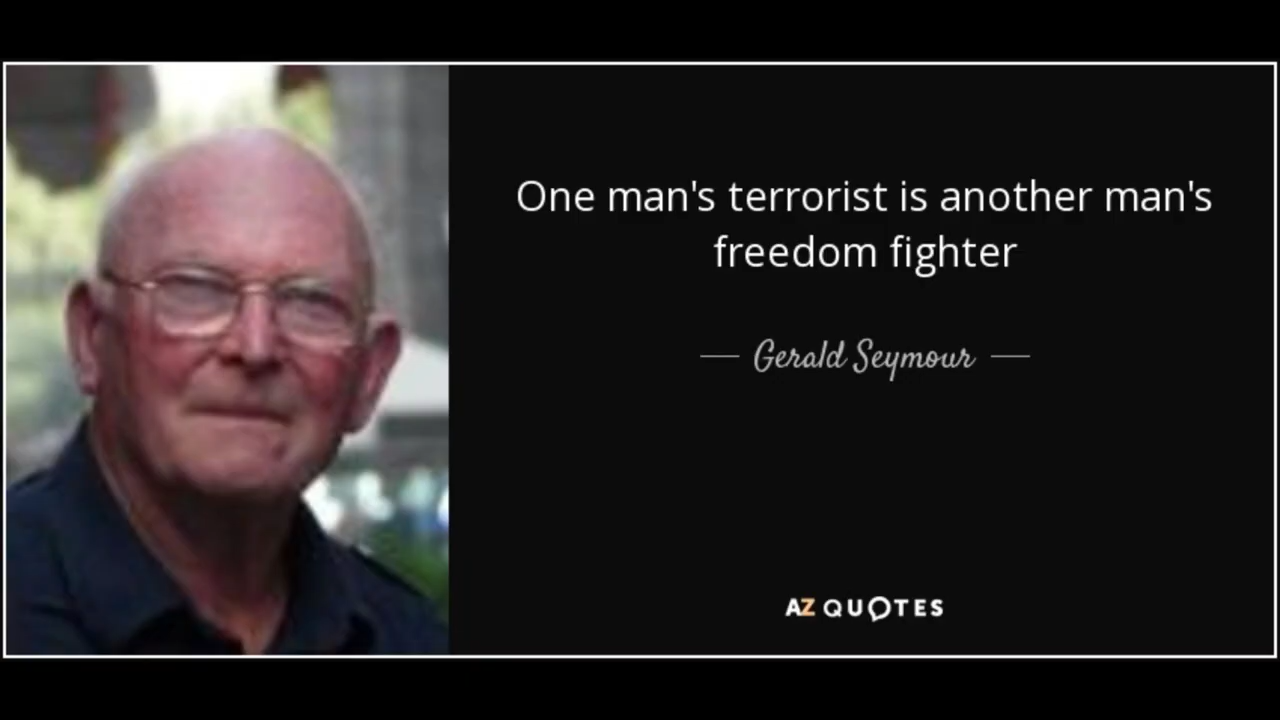 One man's terrorist is another man's
freedom fighter
Gerald Seymour
AZ QUOTES